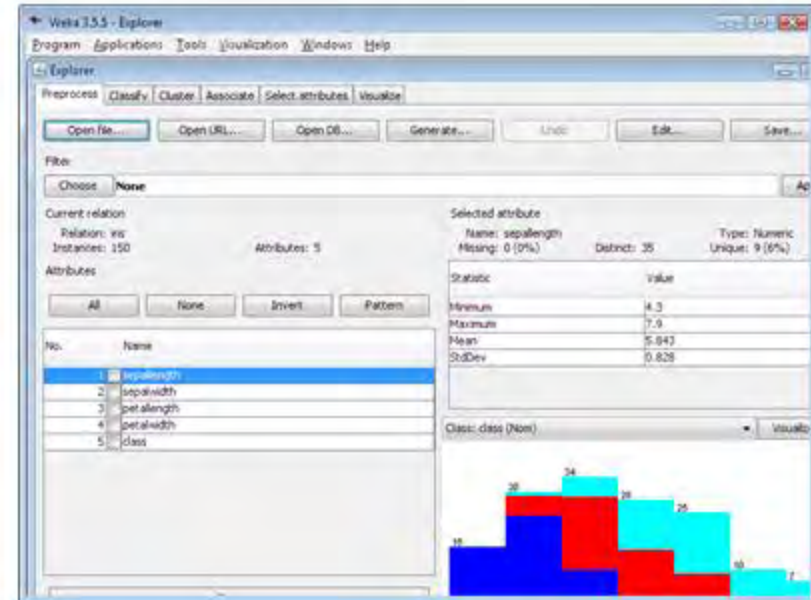 Weka 3.5.5 - Explorer
Program Applications Tools Visualization Windows Help
Explorer
Preprocess Classify Cluster Associate Select attributes Visualize
Open file... Open URL... Open DB... Generate... Undo Edit... Save...
Filter
Choose None
Current relation
Relation: iris
Instances: 150 Attributes: 5
Attributes
All None Invert Pattern
No. Name
1 sepallength
2 sepalwidth
3 petallength
4 petalwidth
5 class
Selected attribute
Name: sepallength Type: Numeric
Missing: 0 (0%) Distinct: 35 Unique: 9 (6%)
Statistic Value
Minimum 4.3
Maximum 7.9
Mean 5.843
StdDev 0.828
Class: class (Nom)
34
30
28
25
16
10
7